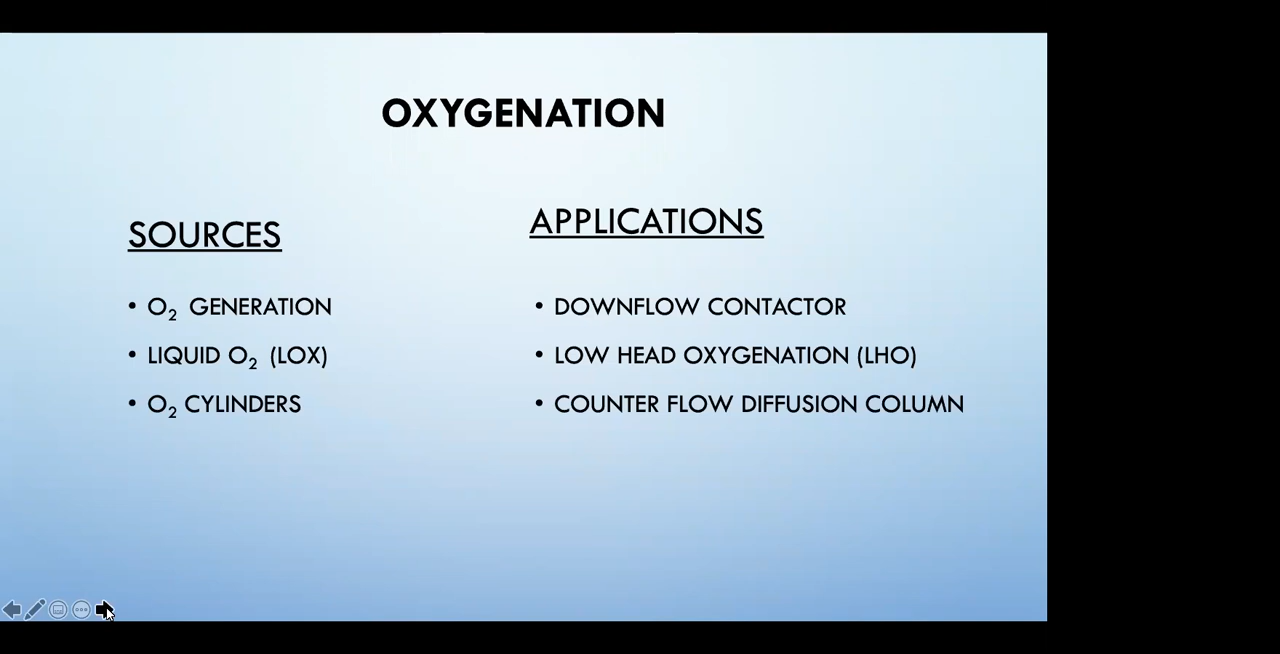 OXYGENATION
SOURCES
• O₂ GENERATION
• LIQUID O₂ (LOX)
• O₂ CYLINDERS
APPLICATIONS
• DOWNFLOW CONTACTOR
• LOW HEAD OXYGENATION (LHO)
• COUNTER FLOW DIFFUSION COLUMN